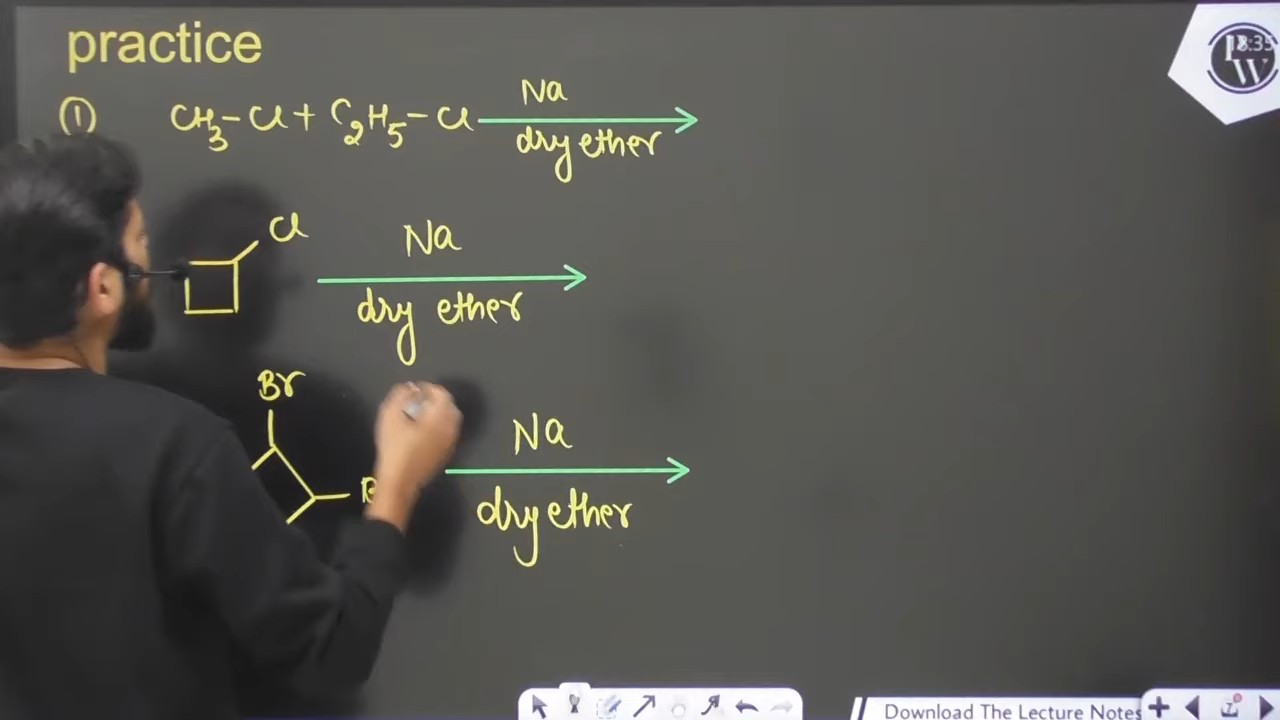 practice
① CH3-Cl + C2H5-Cl Na
dry ether
Cl
Na
dry ether
Br
Na
dry ether
Download The Lecture Notes